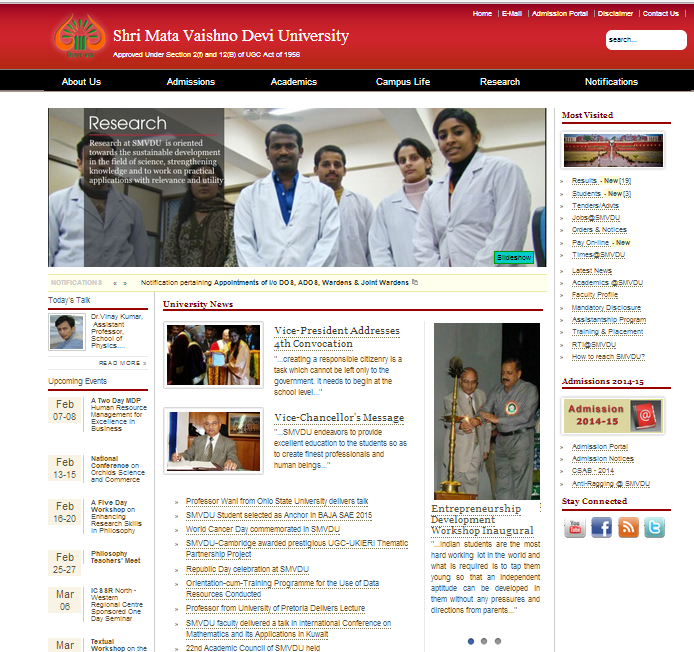 Home | E-Mail | Admission Portal | Disclaimer | Contact Us |
Shri Mata Vaishno Devi University
Approved Under Section 2(f) and 12(B) of UGC Act of 1956
search...
About Us Admissions Academics Campus Life Research Notifications
Research
Research at SMVDU is oriented
towards the sustainable development
in the field of science, strengthening
knowledge and to work on practical
applications with relevance and utility
Slideshow
NOTIFICATIONS « » Notification pertaining Appointments of i/o DDS, ADOS, Wardens & Joint Wardens
Today's Talk
Dr.Vinay Kumar,
Assistant
Professor,
School of
Physics...
READ MORE »
Upcoming Events
Feb
07-08
A Two Day MDP
Human Resource
Management for
Excellence in
Business
Feb
13-15
National
Conference on
Orchids Science
and Commerce
Feb
16-20
A Five Day
Workshop on
Enhancing
Research Skills
in Philosophy
Feb
25-27
Philosophy
Teachers' Meet
Mar
06
ICSSR North -
Western
Regional Centre
Sponsored One
Day Seminar
Mar
Textual
Workshop on the
University News
Vice-President Addresses
4th Convocation
"...creating a responsible citizenry is a
task which cannot be left only to the
government. it needs to begin at the
school level..."
Vice-Chancellor's Message
"...SMVDU endeavors to provide
excellent education to the students so as
to create finest professionals and
human beings..."
» Professor Wani from Ohio State University delivers talk
» SMVDU Student selected as Anchor in BAJA SAE 2015
» World Cancer Day commemorated in SMVDU
» SMVDU-Cambridge awarded prestigious UGC-UKIERI Thematic
Partnership Project
» Republic Day celebration at SMVDU
» Orientation-cum-Training Programme for the Use of Data
Resources Conducted
» Professor from University of Pretoria Delivers Lecture
» SMVDU faculty delivered a talk in International Conference on
Mathematics and its Applications in Kuwait
» 22nd Academic Council of SMVDU held
Entrepreneurship
Development
Workshop Inaugural
"...Indian students are the most
hard working lot in the world and
what is required is to tap them
young so that an independent
aptitude can be developed in
them without any pressures and
directions from parents..."
Most Visited
» Results - New [19]
» Students - New [3]
» Tenders/Advts
» Jobs@SMVDU
» Orders & Notices
» Pay On-line - New
» Times@SMVDU
» Latest News
» Academics @SMVDU
» Faculty Profile
» Mandatory Disclosure
» Assistantship Program
» Training & Placement
» RTI@SMVDU
» How to reach SMVDU?
Admissions 2014-15
Admission
2014-15
» Admission Portal
» Admission Notices
» CSAB - 2014
» Anti-Ragging @ SMVDU
Stay Connected
You
Tube